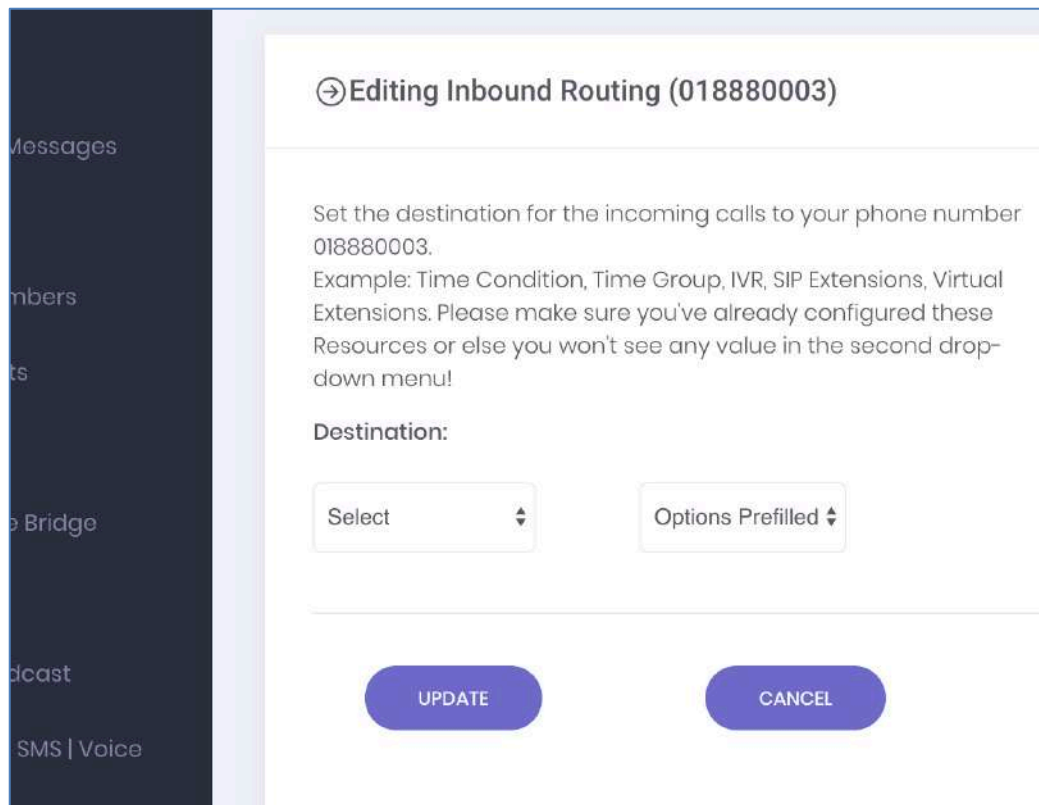 Editing Inbound Routing (018880003)
Messages
Set the destination for the incoming calls to your phone number
018880003.
Example: Time Condition, Time Group, IVR, SIP Extensions, Virtual
Extensions. Please make sure you've already configured these
Resources or else you won't see any value in the second drop-
down menu!
mbers
ts
Destination:
Select
Options Prefilled
e Bridge
dcast
UPDATE
CANCEL
SMS | Voice